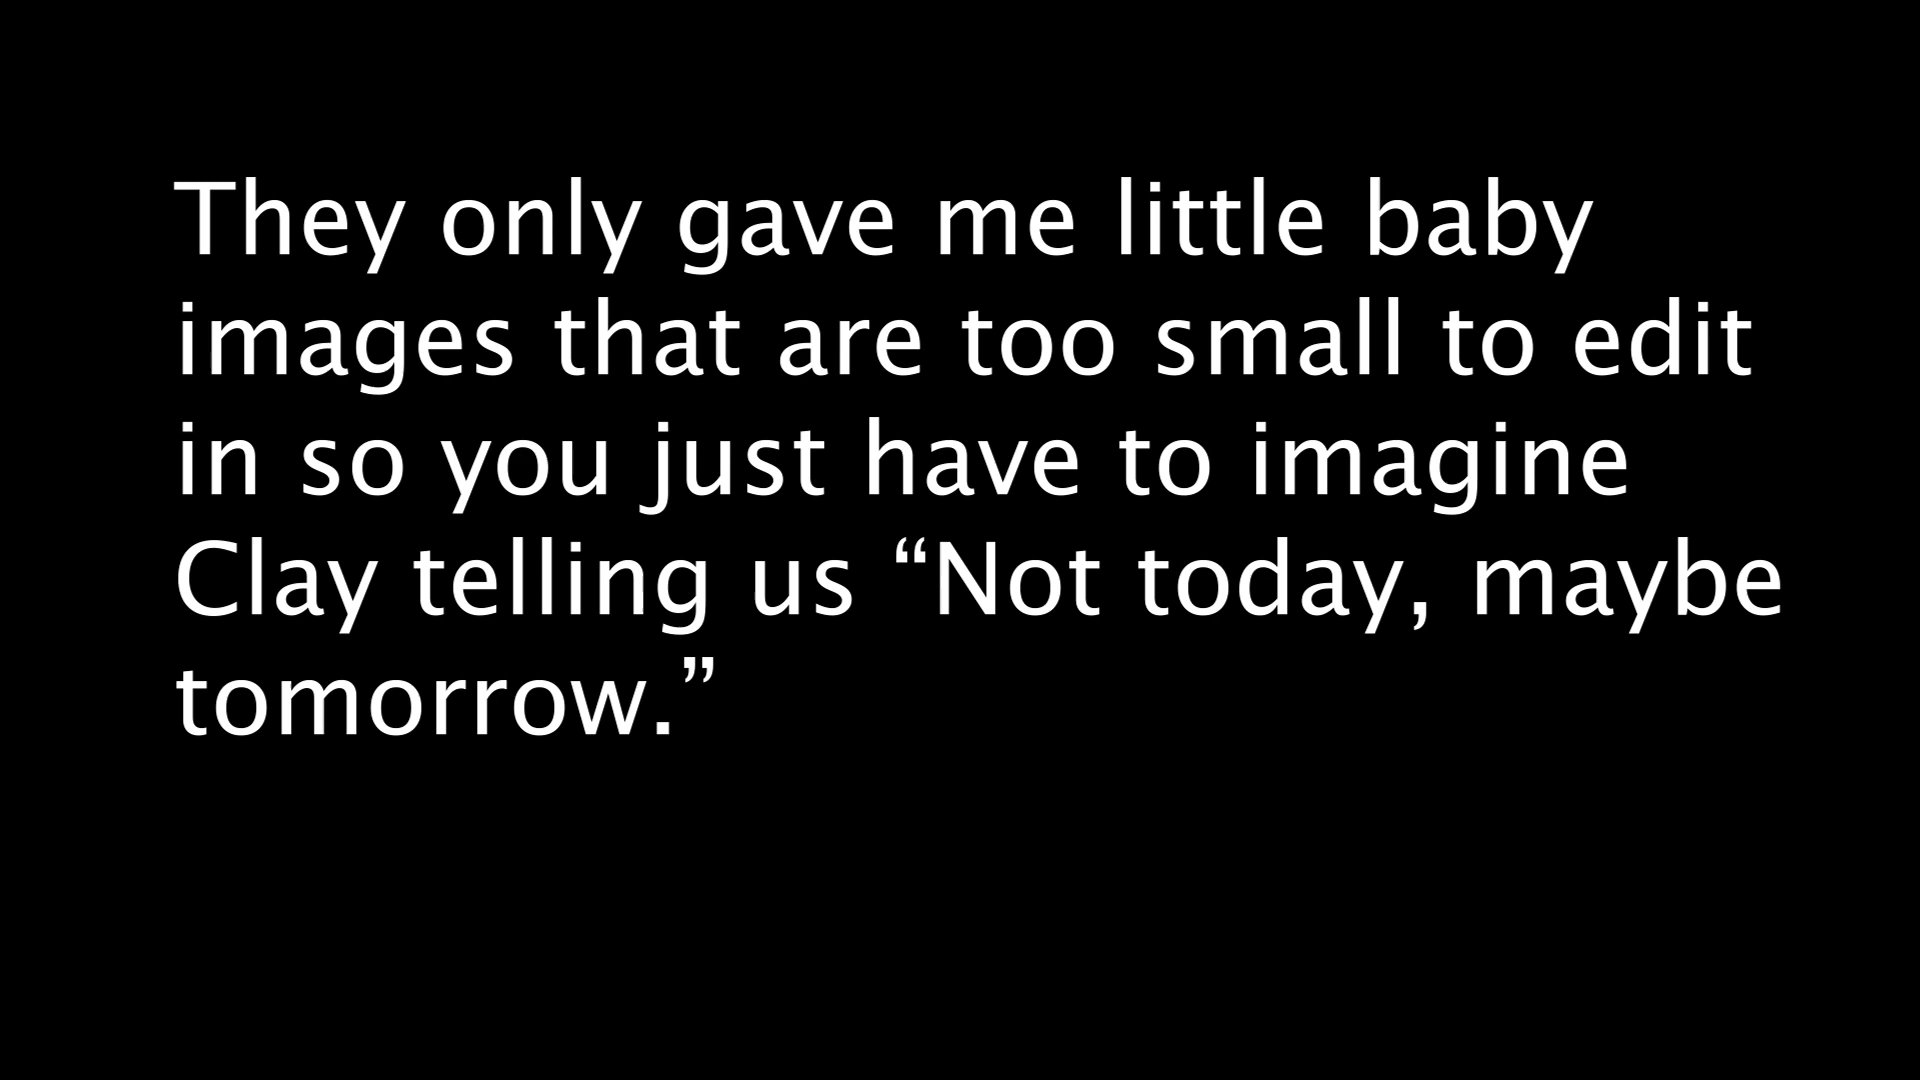 They only gave me little baby
images that are too small to edit
in so you just have to imagine
Clay telling us “Not today, maybe
tomorrow.”